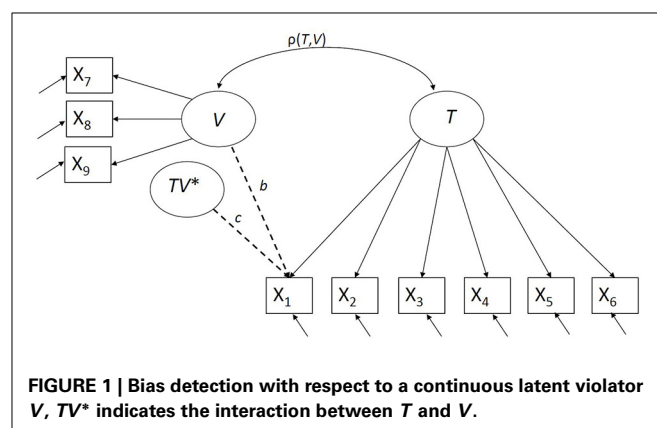 ρ(T,V)
X₇
X₈
X₉
V
T
TV*
b
c
X₁ X₂ X₃ X₄ X₅ X₆
FIGURE 1 | Bias detection with respect to a continuous latent violator
V, TV* indicates the interaction between T and V.